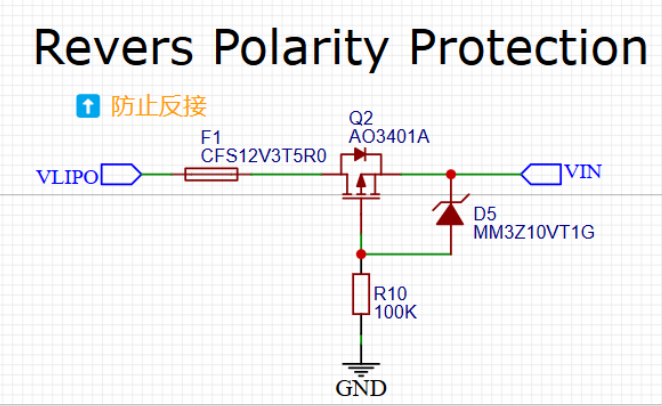 Revers Polarity Protection
防止反接
Q2
AO3401A
F1
CFS12V3T5R0
VLIPO
VIN
D5
MM3Z10VT1G
R10
100K
GND